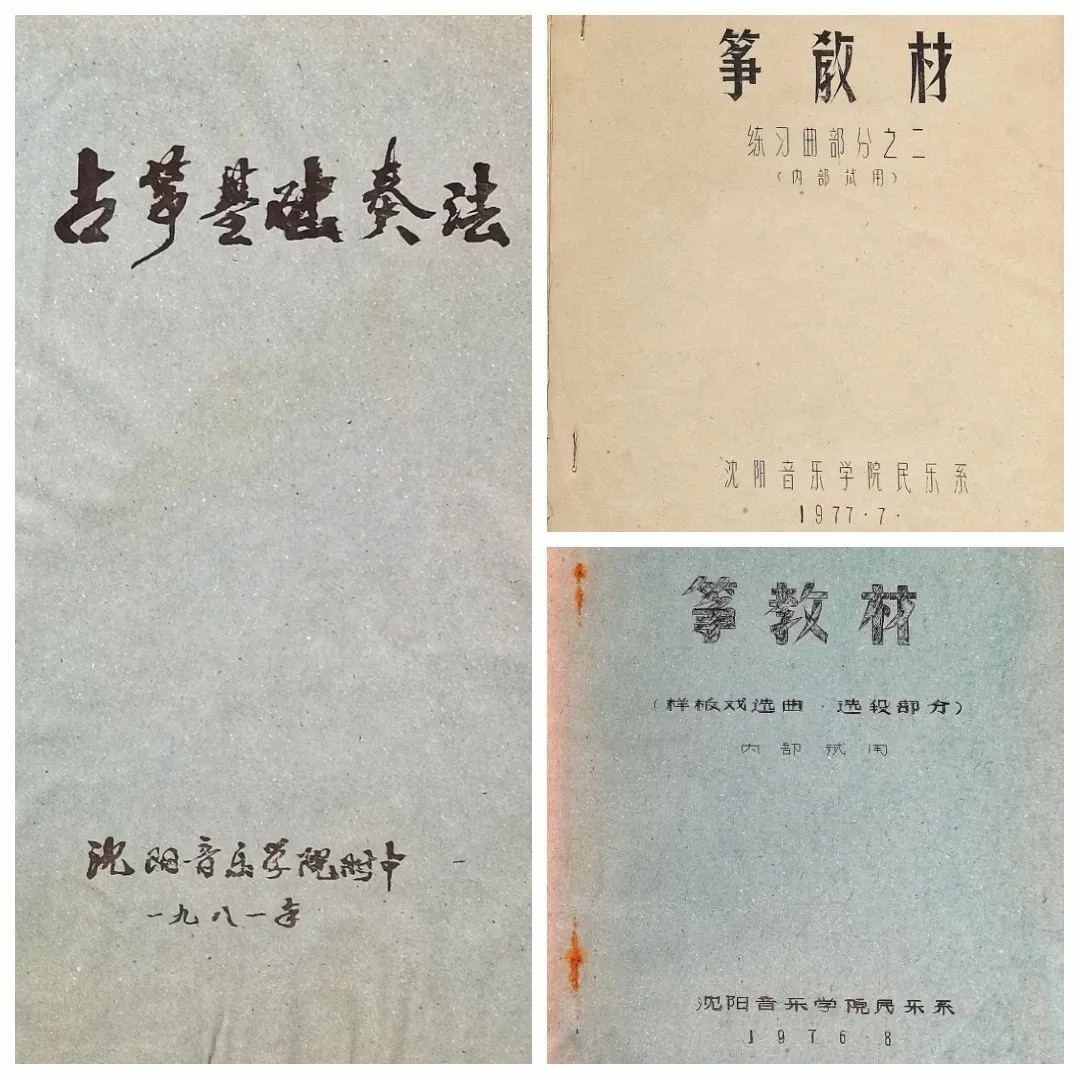 古筝基础奏法
沈阳音乐学院附中
一九八一年
筝教材
练习曲部分之二
(内部试用)
沈阳音乐学院民乐系
1977.7.
筝教材
(样板戏选曲·选段部分)
内部试用
沈阳音乐学院民乐系
1976.8